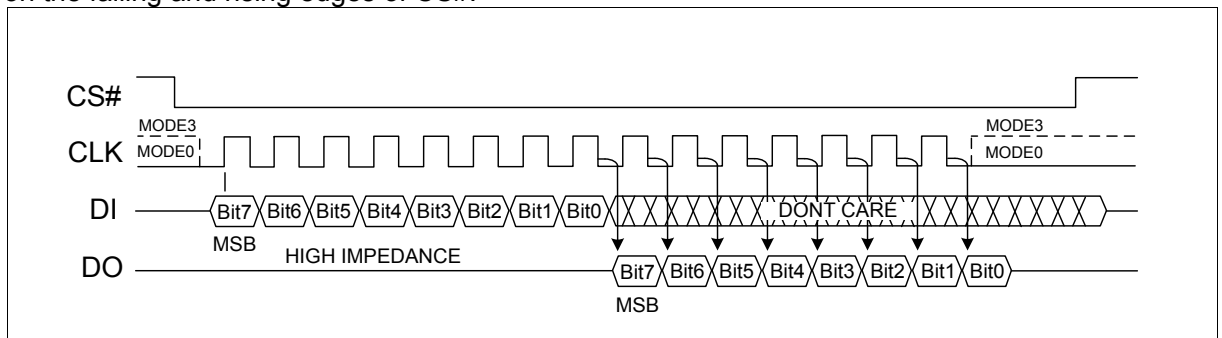 on the falling and rising edges of CS#.
CS#
MODE3 MODE3
CLK MODE0 MODE0
DI Bit7 Bit6 Bit5 Bit4 Bit3 Bit2 Bit1 Bit0 DONT CARE
MSB
HIGH IMPEDANCE
DO Bit7 Bit6 Bit5 Bit4 Bit3 Bit2 Bit1 Bit0
MSB